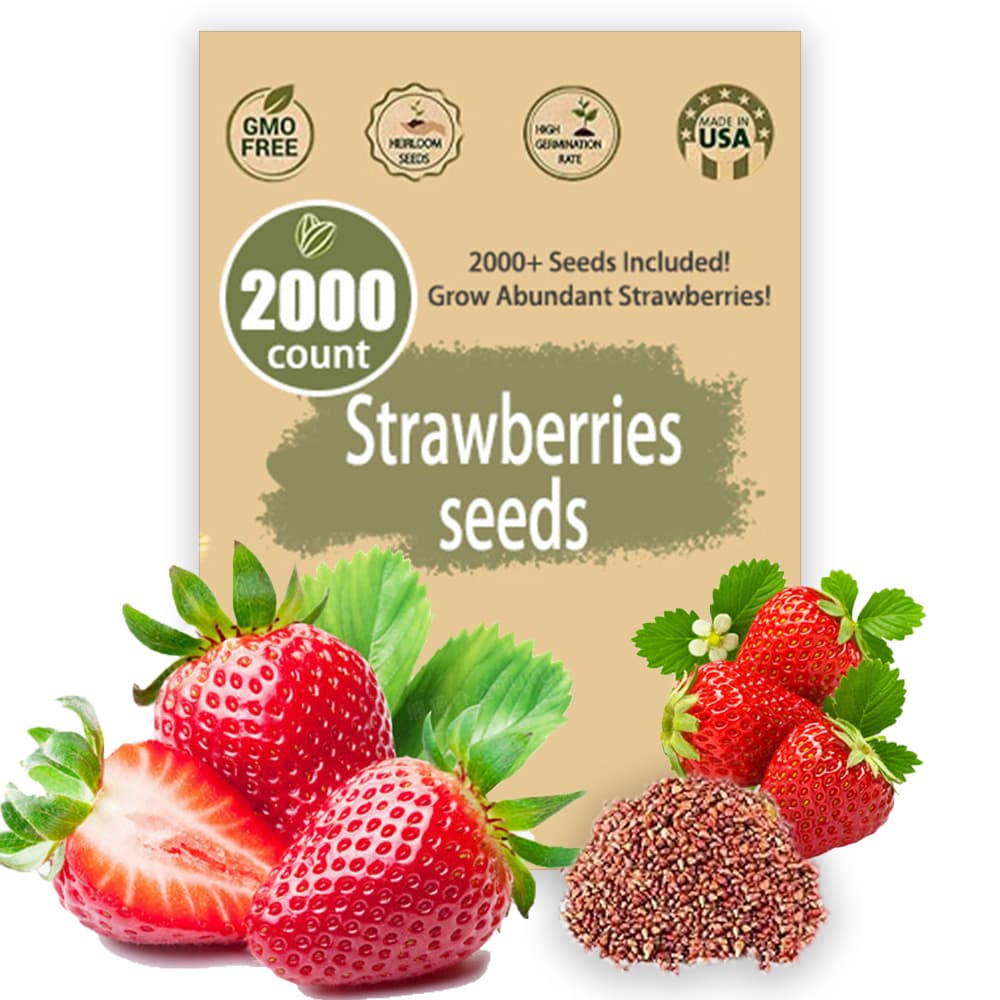 GMO
FREE
HEIRLOOM
SEEDS
HIGH
GERMINATION
RATE
MADE IN
USA
2000
count
2000+ Seeds Included!
Grow Abundant Strawberries!
Strawberries
seeds